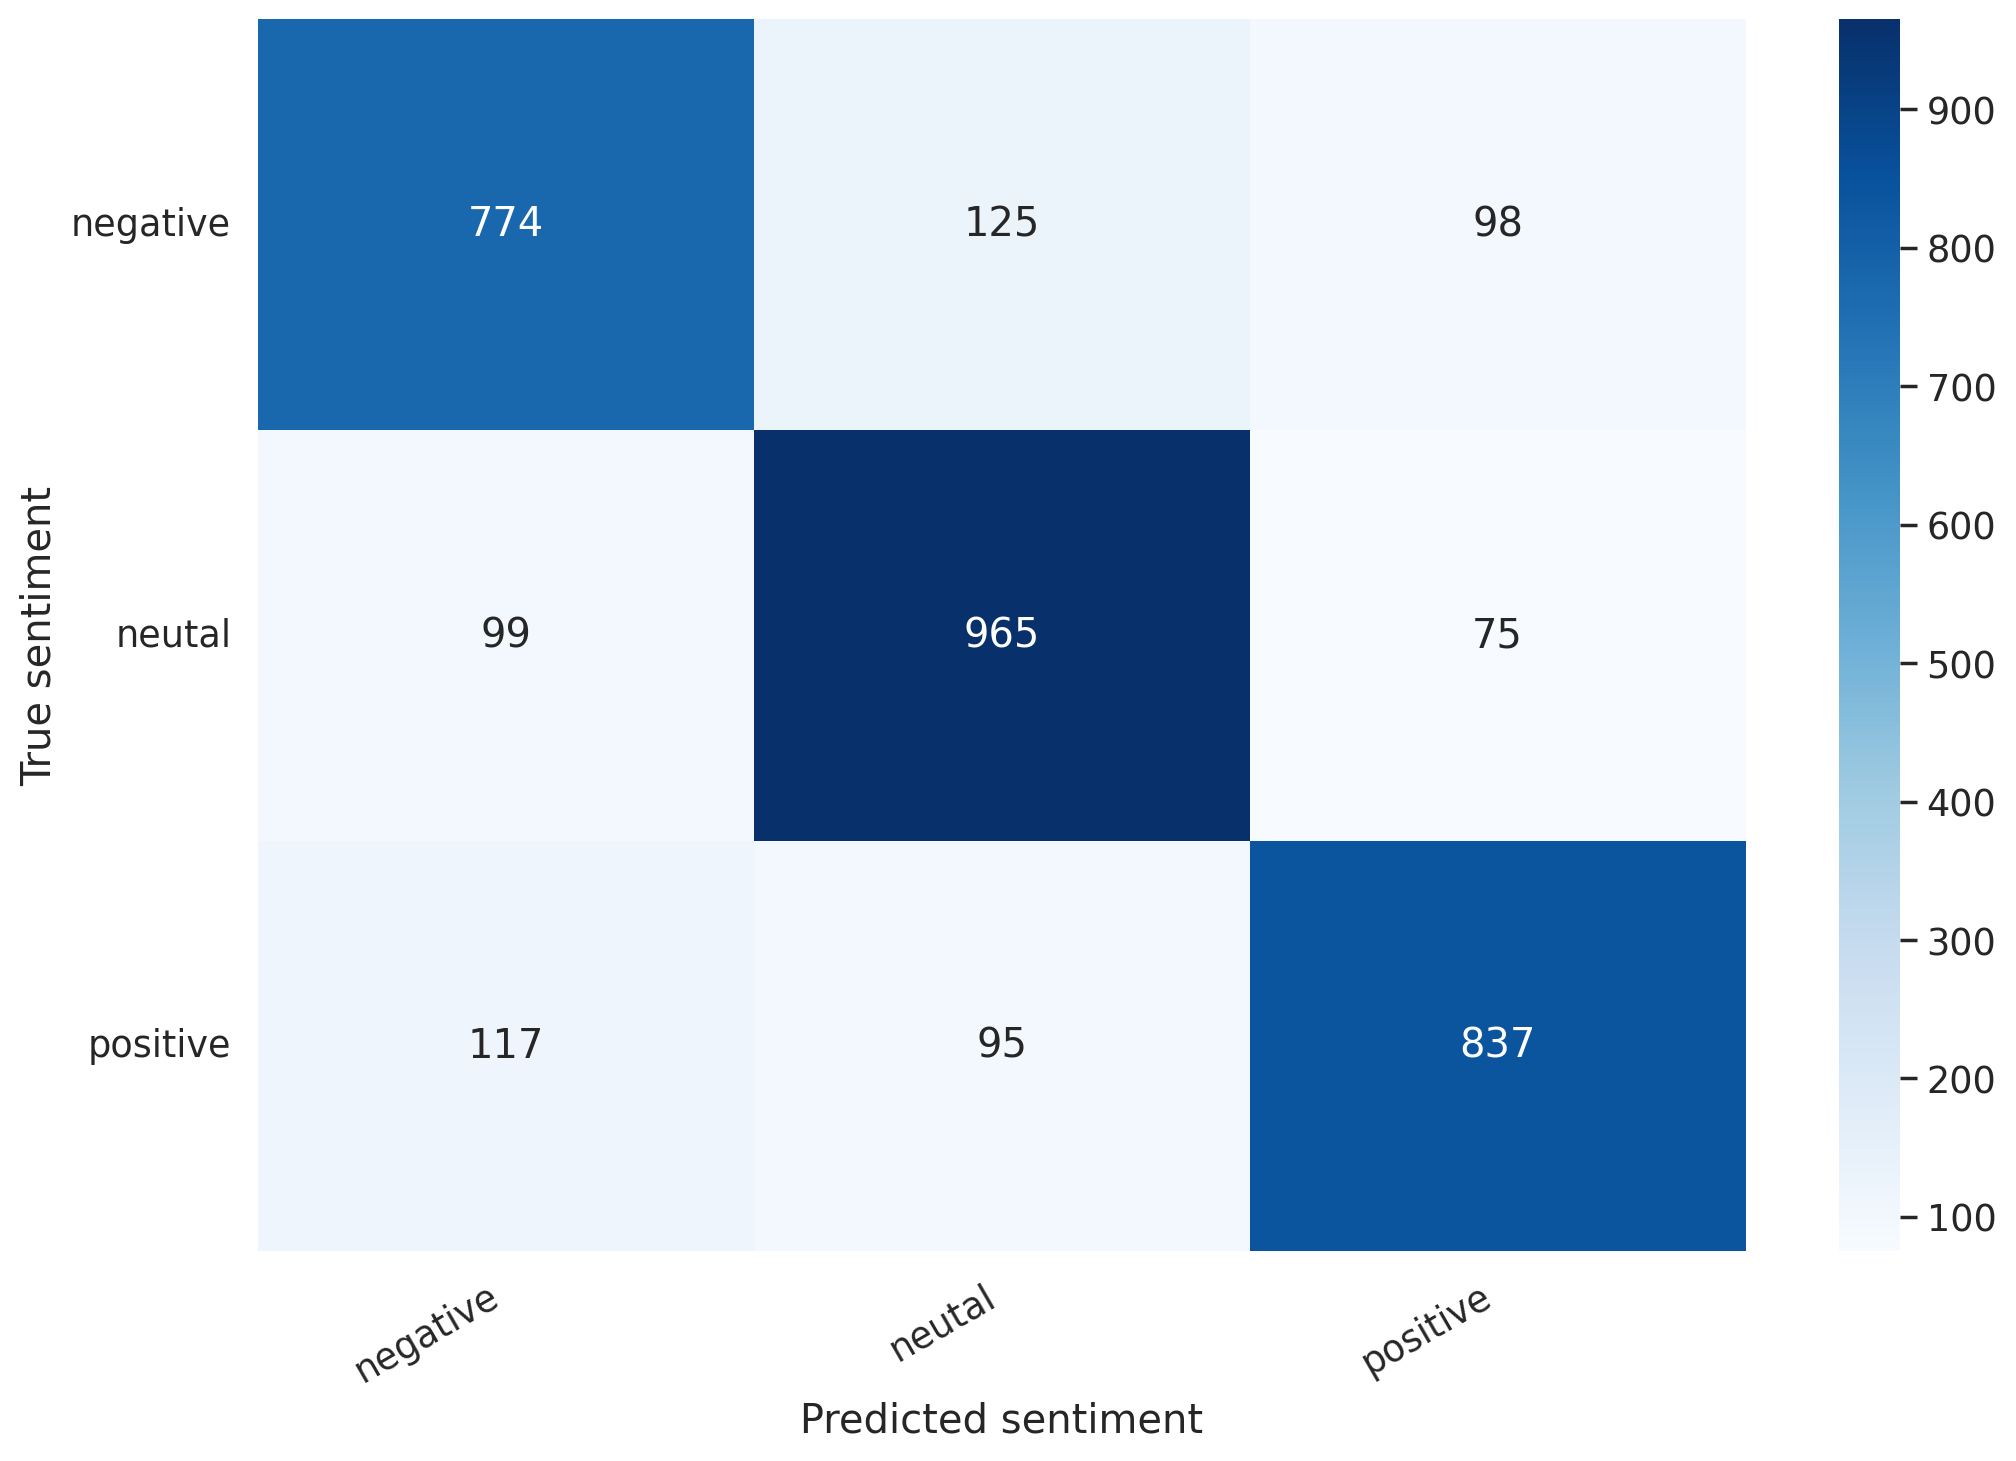 True sentiment
negative
774
125
98
neutal
99
965
75
positive
117
95
837
negative
neutal
positive
Predicted sentiment
900
800
700
600
500
400
300
200
100